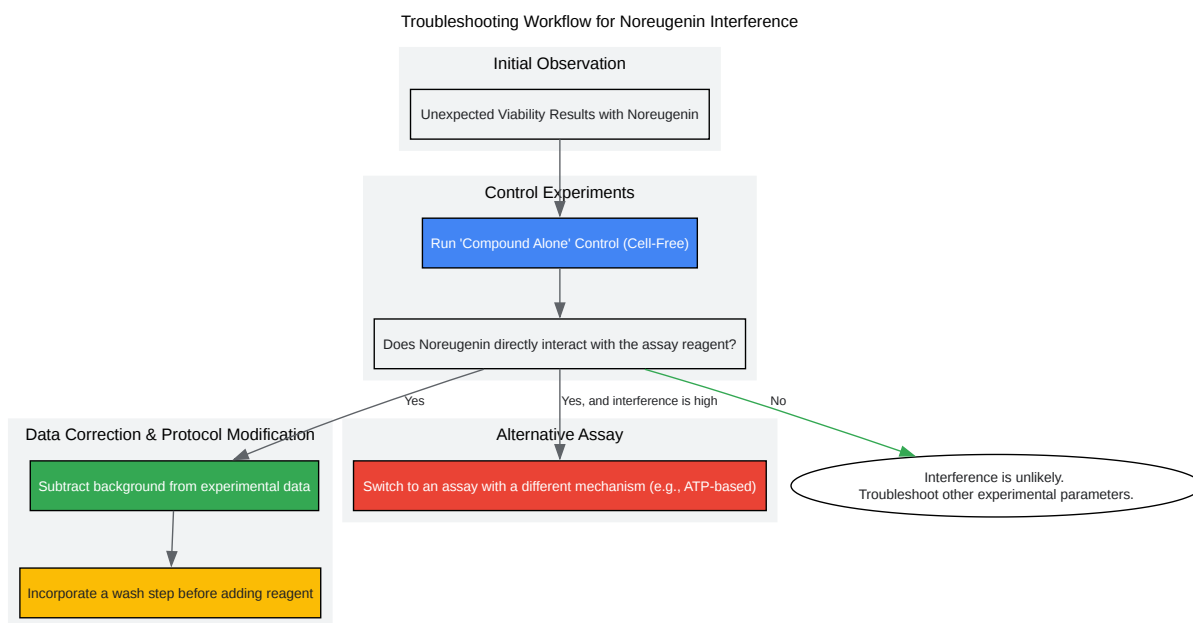 Troubleshooting Workflow for Noreugenin Interference
Initial Observation
Unexpected Viability Results with Noreugenin
Control Experiments
Run 'Compound Alone' Control (Cell-Free)
Does Noreugenin directly interact with the assay reagent?
Yes
Yes, and interference is high
No
Data Correction & Protocol Modification
Subtract background from experimental data
Incorporate a wash step before adding reagent
Alternative Assay
Switch to an assay with a different mechanism (e.g., ATP-based)
Interference is unlikely.
Troubleshoot other experimental parameters.